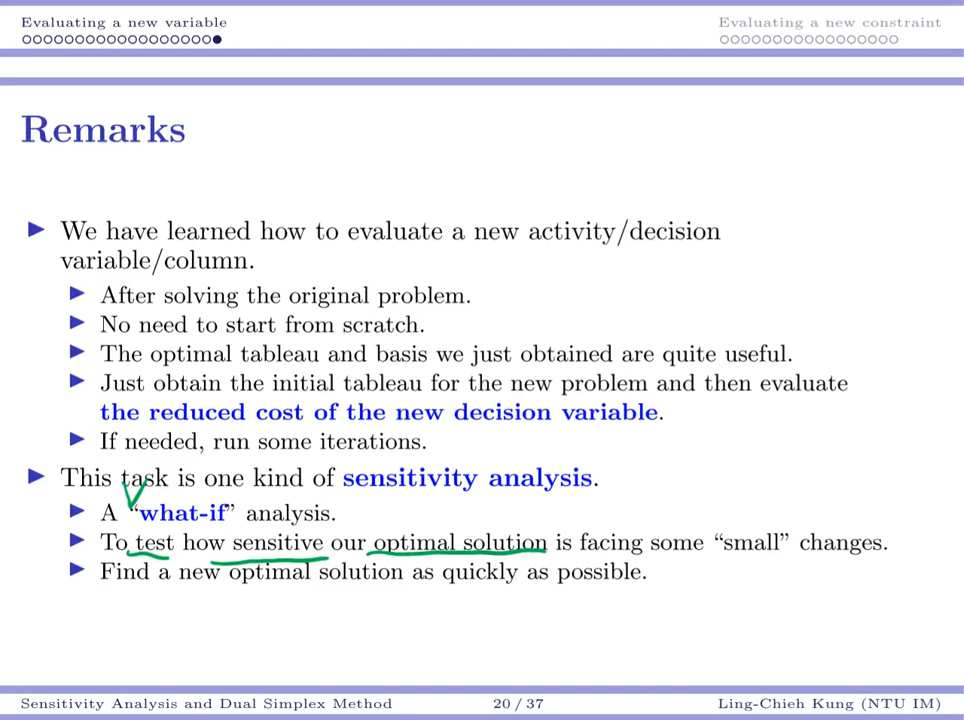 Evaluating a new variable
Evaluating a new constraint
Remarks
We have learned how to evaluate a new activity/decision
variable/column.
After solving the original problem.
No need to start from scratch.
The optimal tableau and basis we just obtained are quite useful.
Just obtain the initial tableau for the new problem and then evaluate
the reduced cost of the new decision variable.
If needed, run some iterations.
This task is one kind of sensitivity analysis.
A “what-if” analysis.
To test how sensitive our optimal solution is facing some “small” changes.
Find a new optimal solution as quickly as possible.
Sensitivity Analysis and Dual Simplex Method
20 / 37
Ling-Chieh Kung (NTU IM)